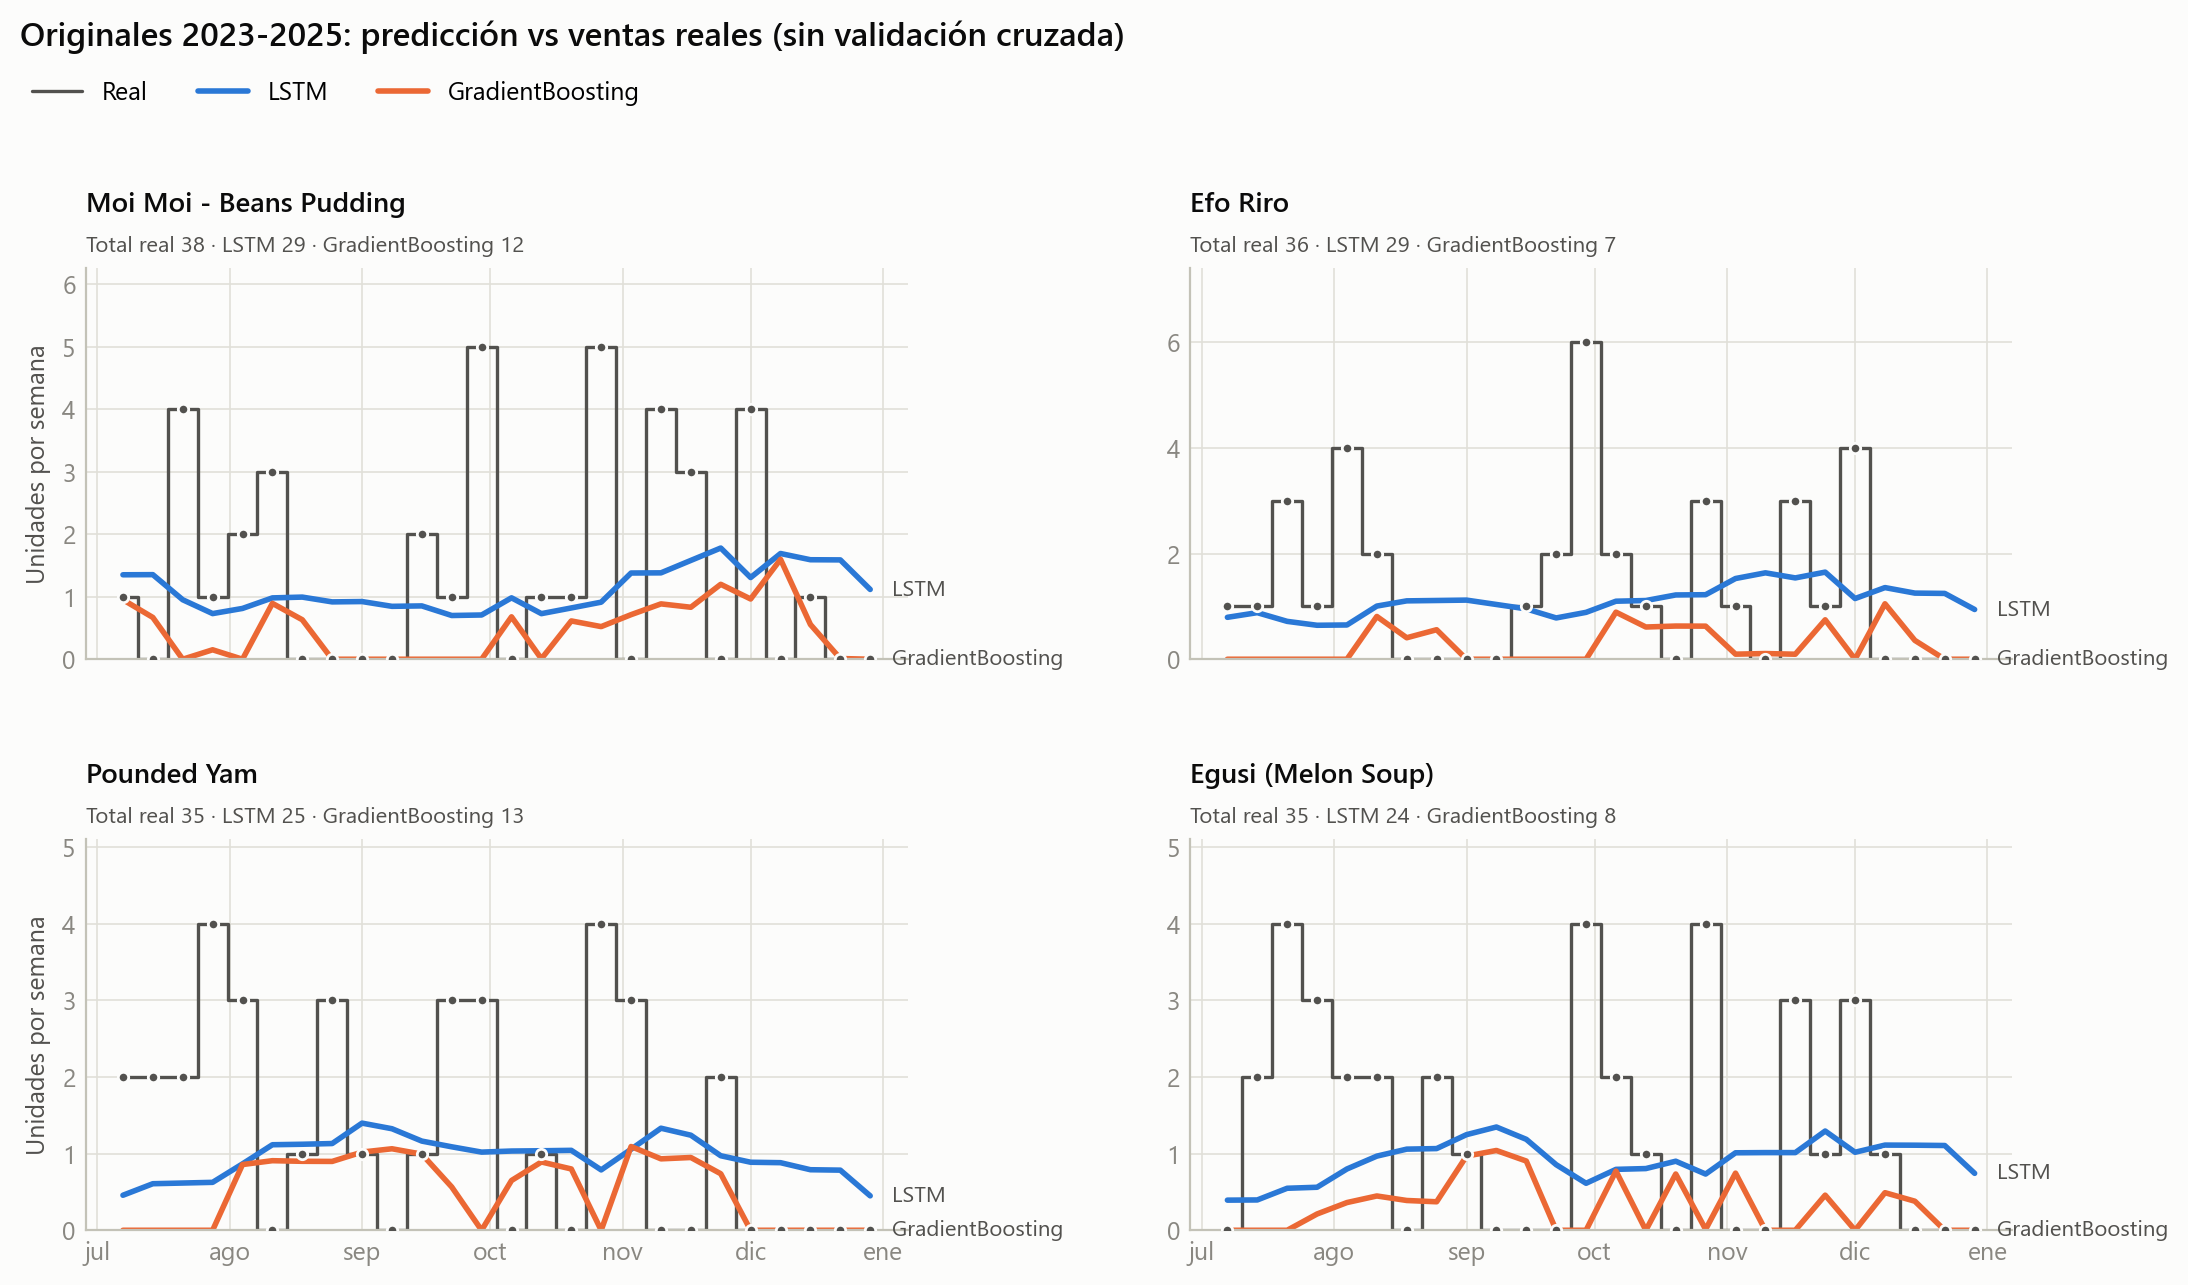 Originales 2023-2025: predicción vs ventas reales (sin validación cruzada)
Real LSTM GradientBoosting
Moi Moi - Beans Pudding
Total real 38 · LSTM 29 · GradientBoosting 12
Unidades por semana
6
5
4
3
2
1
0
LSTM
GradientBoosting
Efo Riro
Total real 36 · LSTM 29 · GradientBoosting 7
6
4
2
0
LSTM
GradientBoosting
Pounded Yam
Total real 35 · LSTM 25 · GradientBoosting 13
Unidades por semana
5
4
3
2
1
0
LSTM
GradientBoosting
jul ago sep oct nov dic ene
Egusi (Melon Soup)
Total real 35 · LSTM 24 · GradientBoosting 8
5
4
3
2
1
0
LSTM
GradientBoosting
jul ago sep oct nov dic ene